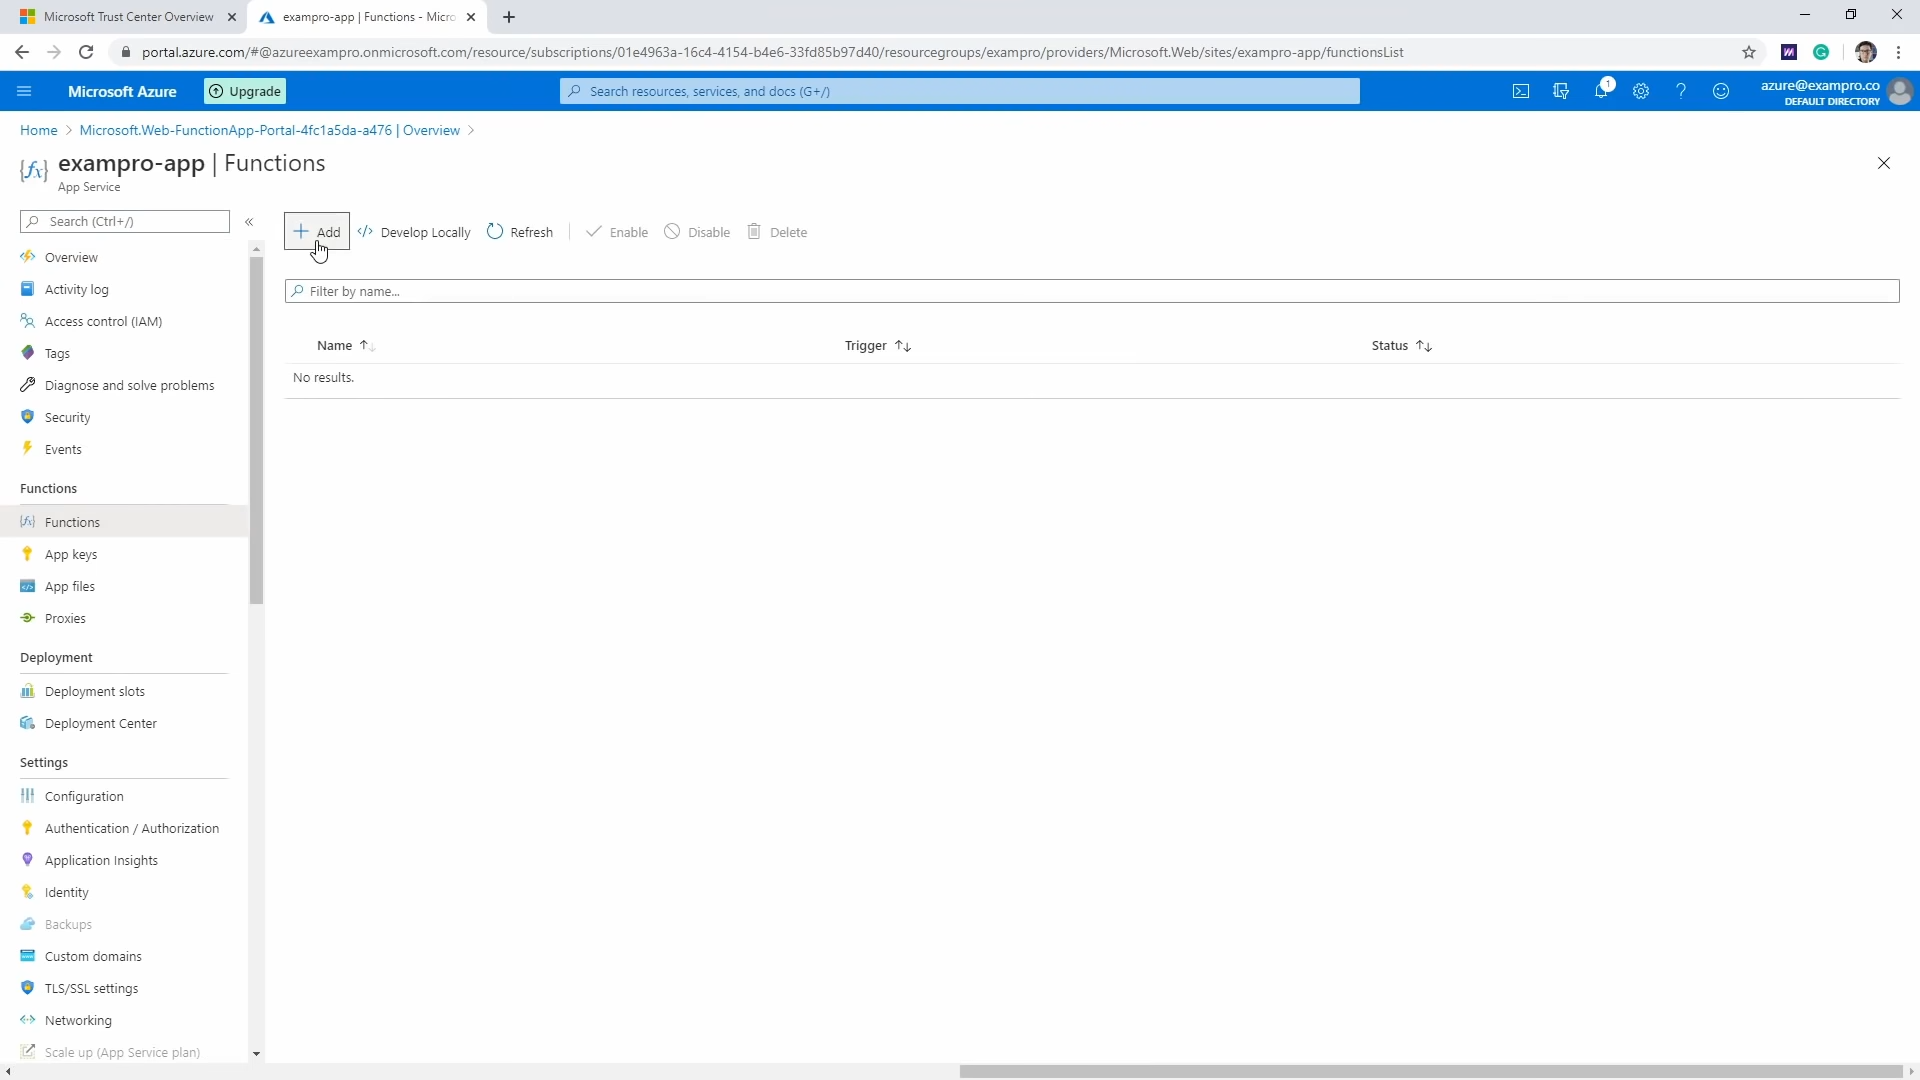 Microsoft Trust Center Overview
exampro-app | Functions - Micro
portal.azure.com/#@azureexampro.onmicrosoft.com/resource/subscriptions/01e4963a-16c4-4154-b4e6-33fd85b97d40/resourcegroups/exampro/providers/Microsoft.Web/sites/exampro-app/functionsList
Microsoft Azure
Upgrade
Search resources, services, and docs (G+/)
1
azure@exampro.co
DEFAULT DIRECTORY
Home > Microsoft.Web-FunctionApp-Portal-4fc1a5da-a476 | Overview >
exampro-app | Functions
App Service
Search (Ctrl+/)
«
Add
Develop Locally
Refresh
Enable
Disable
Delete
Filter by name...
Name
Trigger
Status
No results.
Overview
Activity log
Access control (IAM)
Tags
Diagnose and solve problems
Security
Events
Functions
Functions
App keys
App files
Proxies
Deployment
Deployment slots
Deployment Center
Settings
Configuration
Authentication / Authorization
Application Insights
Identity
Backups
Custom domains
TLS/SSL settings
Networking
Scale up (App Service plan)